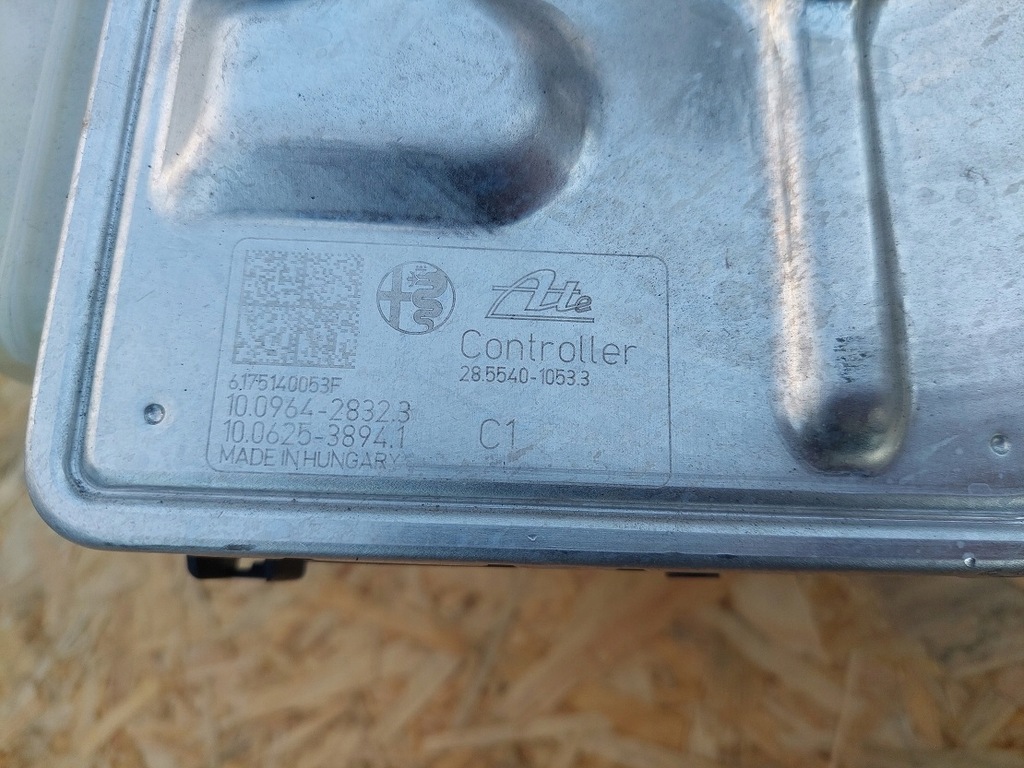 Ate
Controller
28.5540-1053.3
6175140053F
10.0964-2832.3
10.0625-3894.1
C1
MADE IN HUNGARY